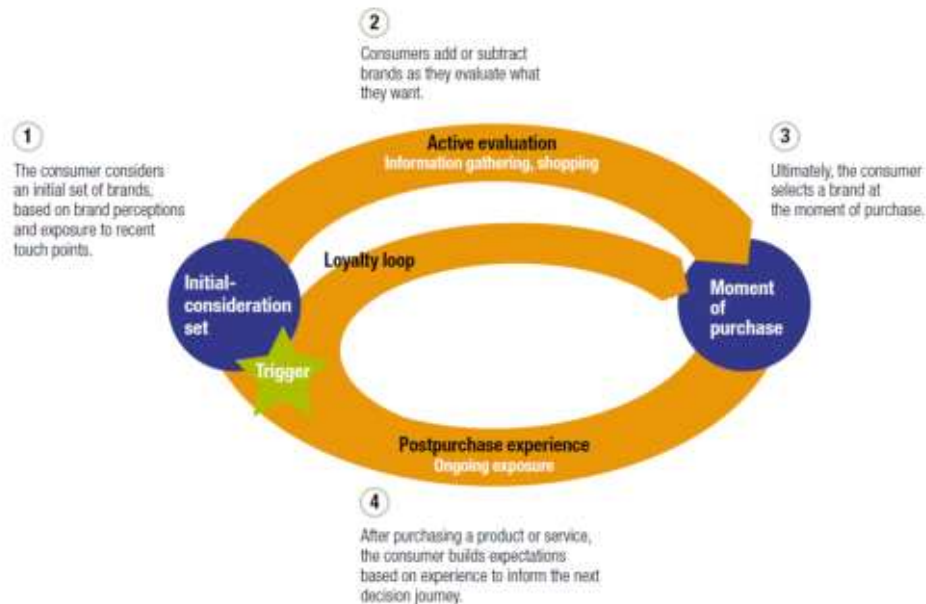 2
Consumers add or subtract
brands as they evaluate what
they want.
1
The consumer considers
an initial set of brands,
based on brand perceptions
and exposure to recent
touch points.
Active evaluation
Information gathering, shopping
3
Ultimately, the consumer
selects a brand at
the moment of purchase.
Loyalty loop
Initial-
consideration
set
Moment
of
purchase
Trigger
Postpurchase experience
Ongoing exposure
4
After purchasing a product or service,
the consumer builds expectations
based on experience to inform the next
decision journey.